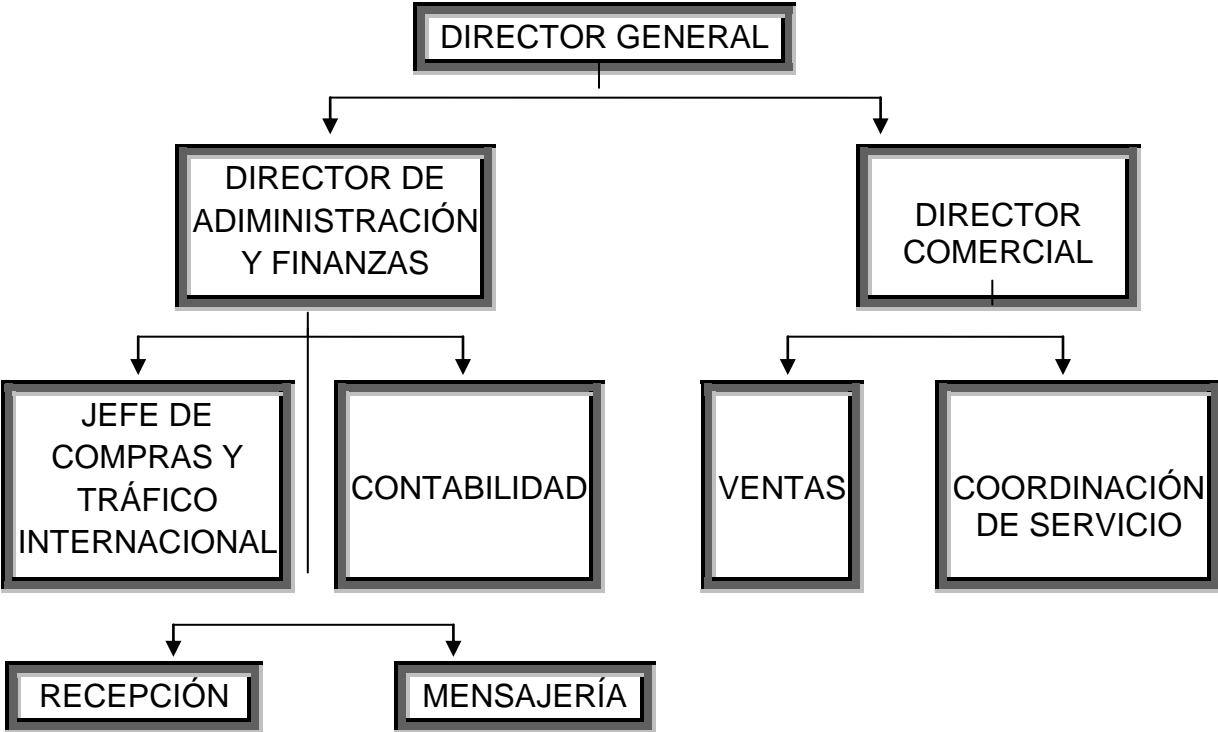 DIRECTOR GENERAL
DIRECTOR DE
ADIMINISTRACIÓN
Y FINANZAS
DIRECTOR
COMERCIAL
JEFE DE
COMPRAS Y
TRÁFICO
INTERNACIONAL
CONTABILIDAD
VENTAS
COORDINACIÓN
DE SERVICIO
RECEPCIÓN
MENSAJERÍA